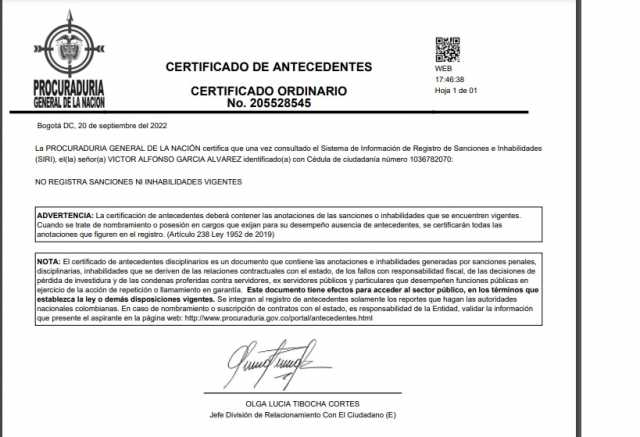 PROCURADURIA
GENERAL DE LA NACION
CERTIFICADO DE ANTECEDENTES
CERTIFICADO ORDINARIO
No. 205528545
WEB
17:46:38
Hoja 1 de 01
Bogotá DC, 20 de septiembre del 2022
La PROCURADURIA GENERAL DE LA NACIÓN certifica que una vez consultado el Sistema de Información de Registro de Sanciones e Inhabilidades
(SIRI), el(la) señor(a) VICTOR ALFONSO GARCIA ALVAREZ identificado(a) con Cédula de ciudadanía número 1036782070:
NO REGISTRA SANCIONES NI INHABILIDADES VIGENTES
ADVERTENCIA: La certificación de antecedentes deberá contener las anotaciones de las sanciones o inhabilidades que se encuentren vigentes.
Cuando se trate de nombramiento o posesión en cargos que exijan para su desempeño ausencia de antecedentes, se certificarán todas las
anotaciones que figuren en el registro. (Artículo 238 Ley 1952 de 2019)
NOTA: El certificado de antecedentes disciplinarios es un documento que contiene las anotaciones e inhabilidades generadas por sanciones penales,
disciplinarias, inhabilidades que se deriven de las relaciones contractuales con el estado, de los fallos con responsabilidad fiscal, de las decisiones de
pérdida de investidura y de las condenas proferidas contra servidores, ex servidores públicos y particulares que desempeñen funciones públicas en
ejercicio de la acción de repetición o llamamiento en garantía. Este documento tiene efectos para acceder al sector público, en los términos que
establezca la ley o demás disposiciones vigentes. Se integran al registro de antecedentes solamente los reportes que hagan las autoridades
nacionales colombianas. En caso de nombramiento o suscripción de contratos con el estado, es responsabilidad de la Entidad, validar la información
que presente el aspirante en la página web: http://www.procuraduria.gov.co/portal/antecedentes.html
OLGA LUCIA TIBOCHA CORTES
Jefe División de Relacionamiento Con El Ciudadano (E)